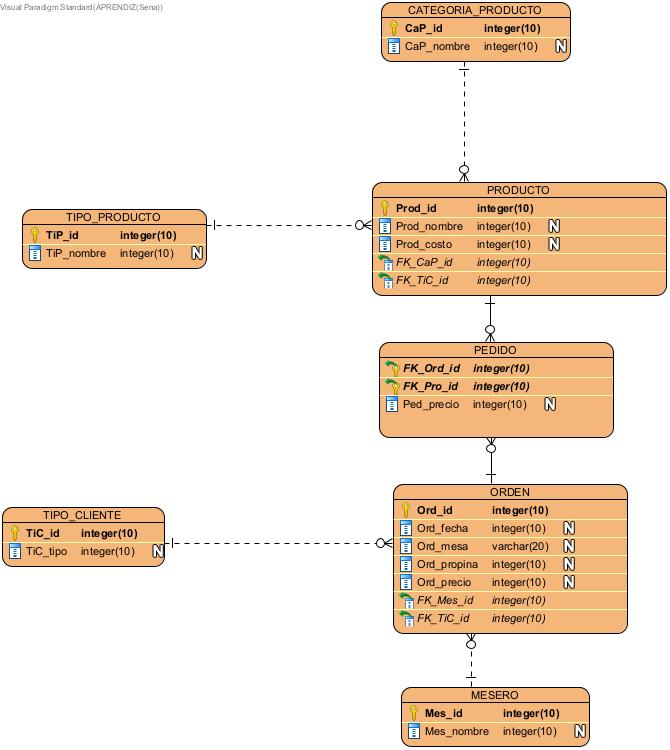 Visual Paradigm Standard(APRENDIZ(Sena))
CATEGORIA_PRODUCTO
CaP_id integer(10)
CaP_nombre integer(10) N
PRODUCTO
Prod_id integer(10)
Prod_nombre integer(10) N
Prod_costo integer(10) N
FK_CaP_id integer(10)
FK_TiC_id integer(10)
TIPO_PRODUCTO
TiP_id integer(10)
TiP_nombre integer(10) N
PEDIDO
FK_Ord_id integer(10)
FK_Pro_id integer(10)
Ped_precio integer(10) N
ORDEN
Ord_id integer(10)
Ord_fecha integer(10) N
Ord_mesa varchar(20) N
Ord_propina integer(10) N
Ord_precio integer(10) N
FK_Mes_id integer(10)
FK_TiC_id integer(10)
TIPO_CLIENTE
TiC_id integer(10)
TiC_tipo integer(10) N
MESERO
Mes_id integer(10)
Mes_nombre integer(10) N